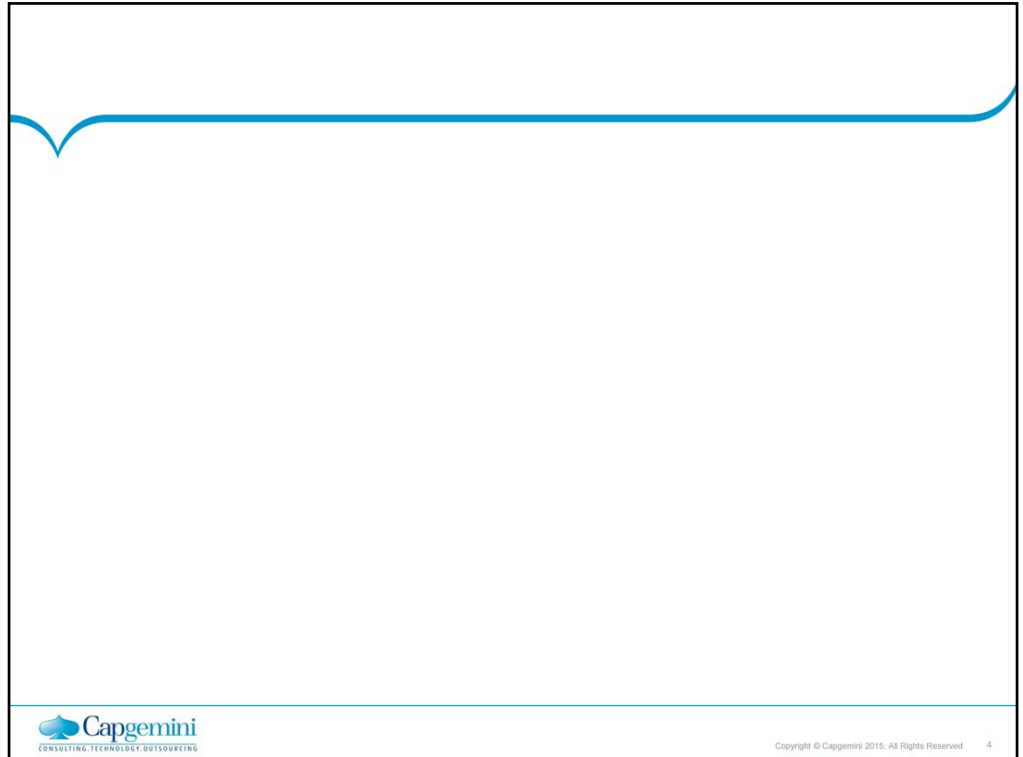 Capgemini
CONSULTING.TECHNOLOGY.OUTSOURCING
Copyright © Capgemini 2015. All Rights Reserved 4